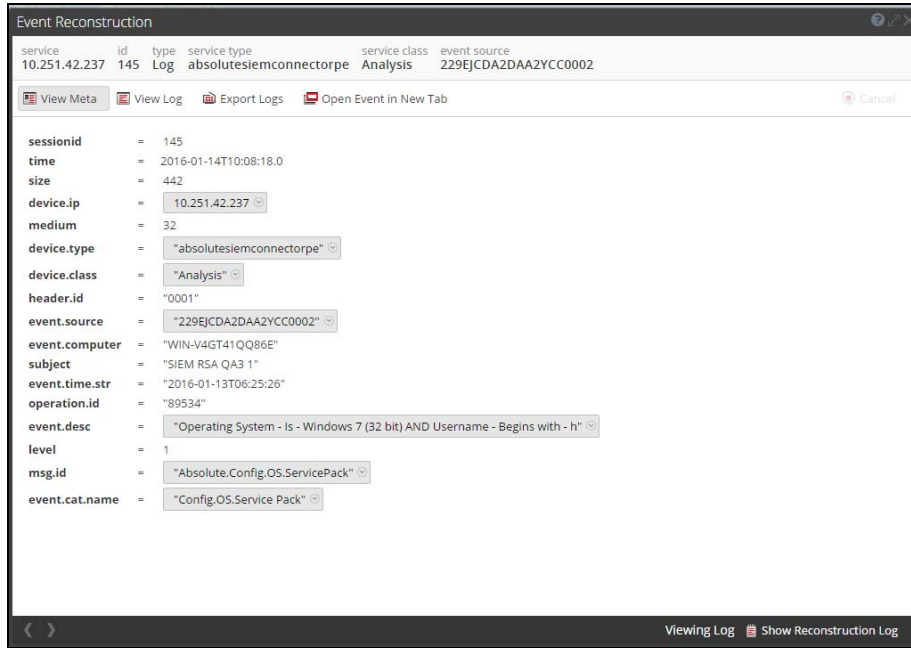 Event Reconstruction
service id type service type service class event source
10.251.42.237 145 Log absolutesiemconnectorpe Analysis 229EJCDA2DAA2YCC0002
View Meta View Log Export Logs Open Event in New Tab Cancel
sessionid = 145
time = 2016-01-14T10:08:18.0
size = 442
device.ip = 10.251.42.237
medium = 32
device.type = "absolutesiemconnectorpe"
device.class = "Analysis"
header.id = "0001"
event.source = "229EJCDA2DAA2YCC0002"
event.computer = "WIN-V4GT41QQ86E"
subject = "SIEM RSA QA3 1"
event.time.str = "2016-01-13T06:25:26"
operation.id = "89534"
event.desc = "Operating System - Is - Windows 7 (32 bit) AND Username - Begins with - h"
level = 1
msg.id = "Absolute.Config.OS.ServicePack"
event.cat.name = "Config.OS.Service Pack"
Viewing Log Show Reconstruction Log